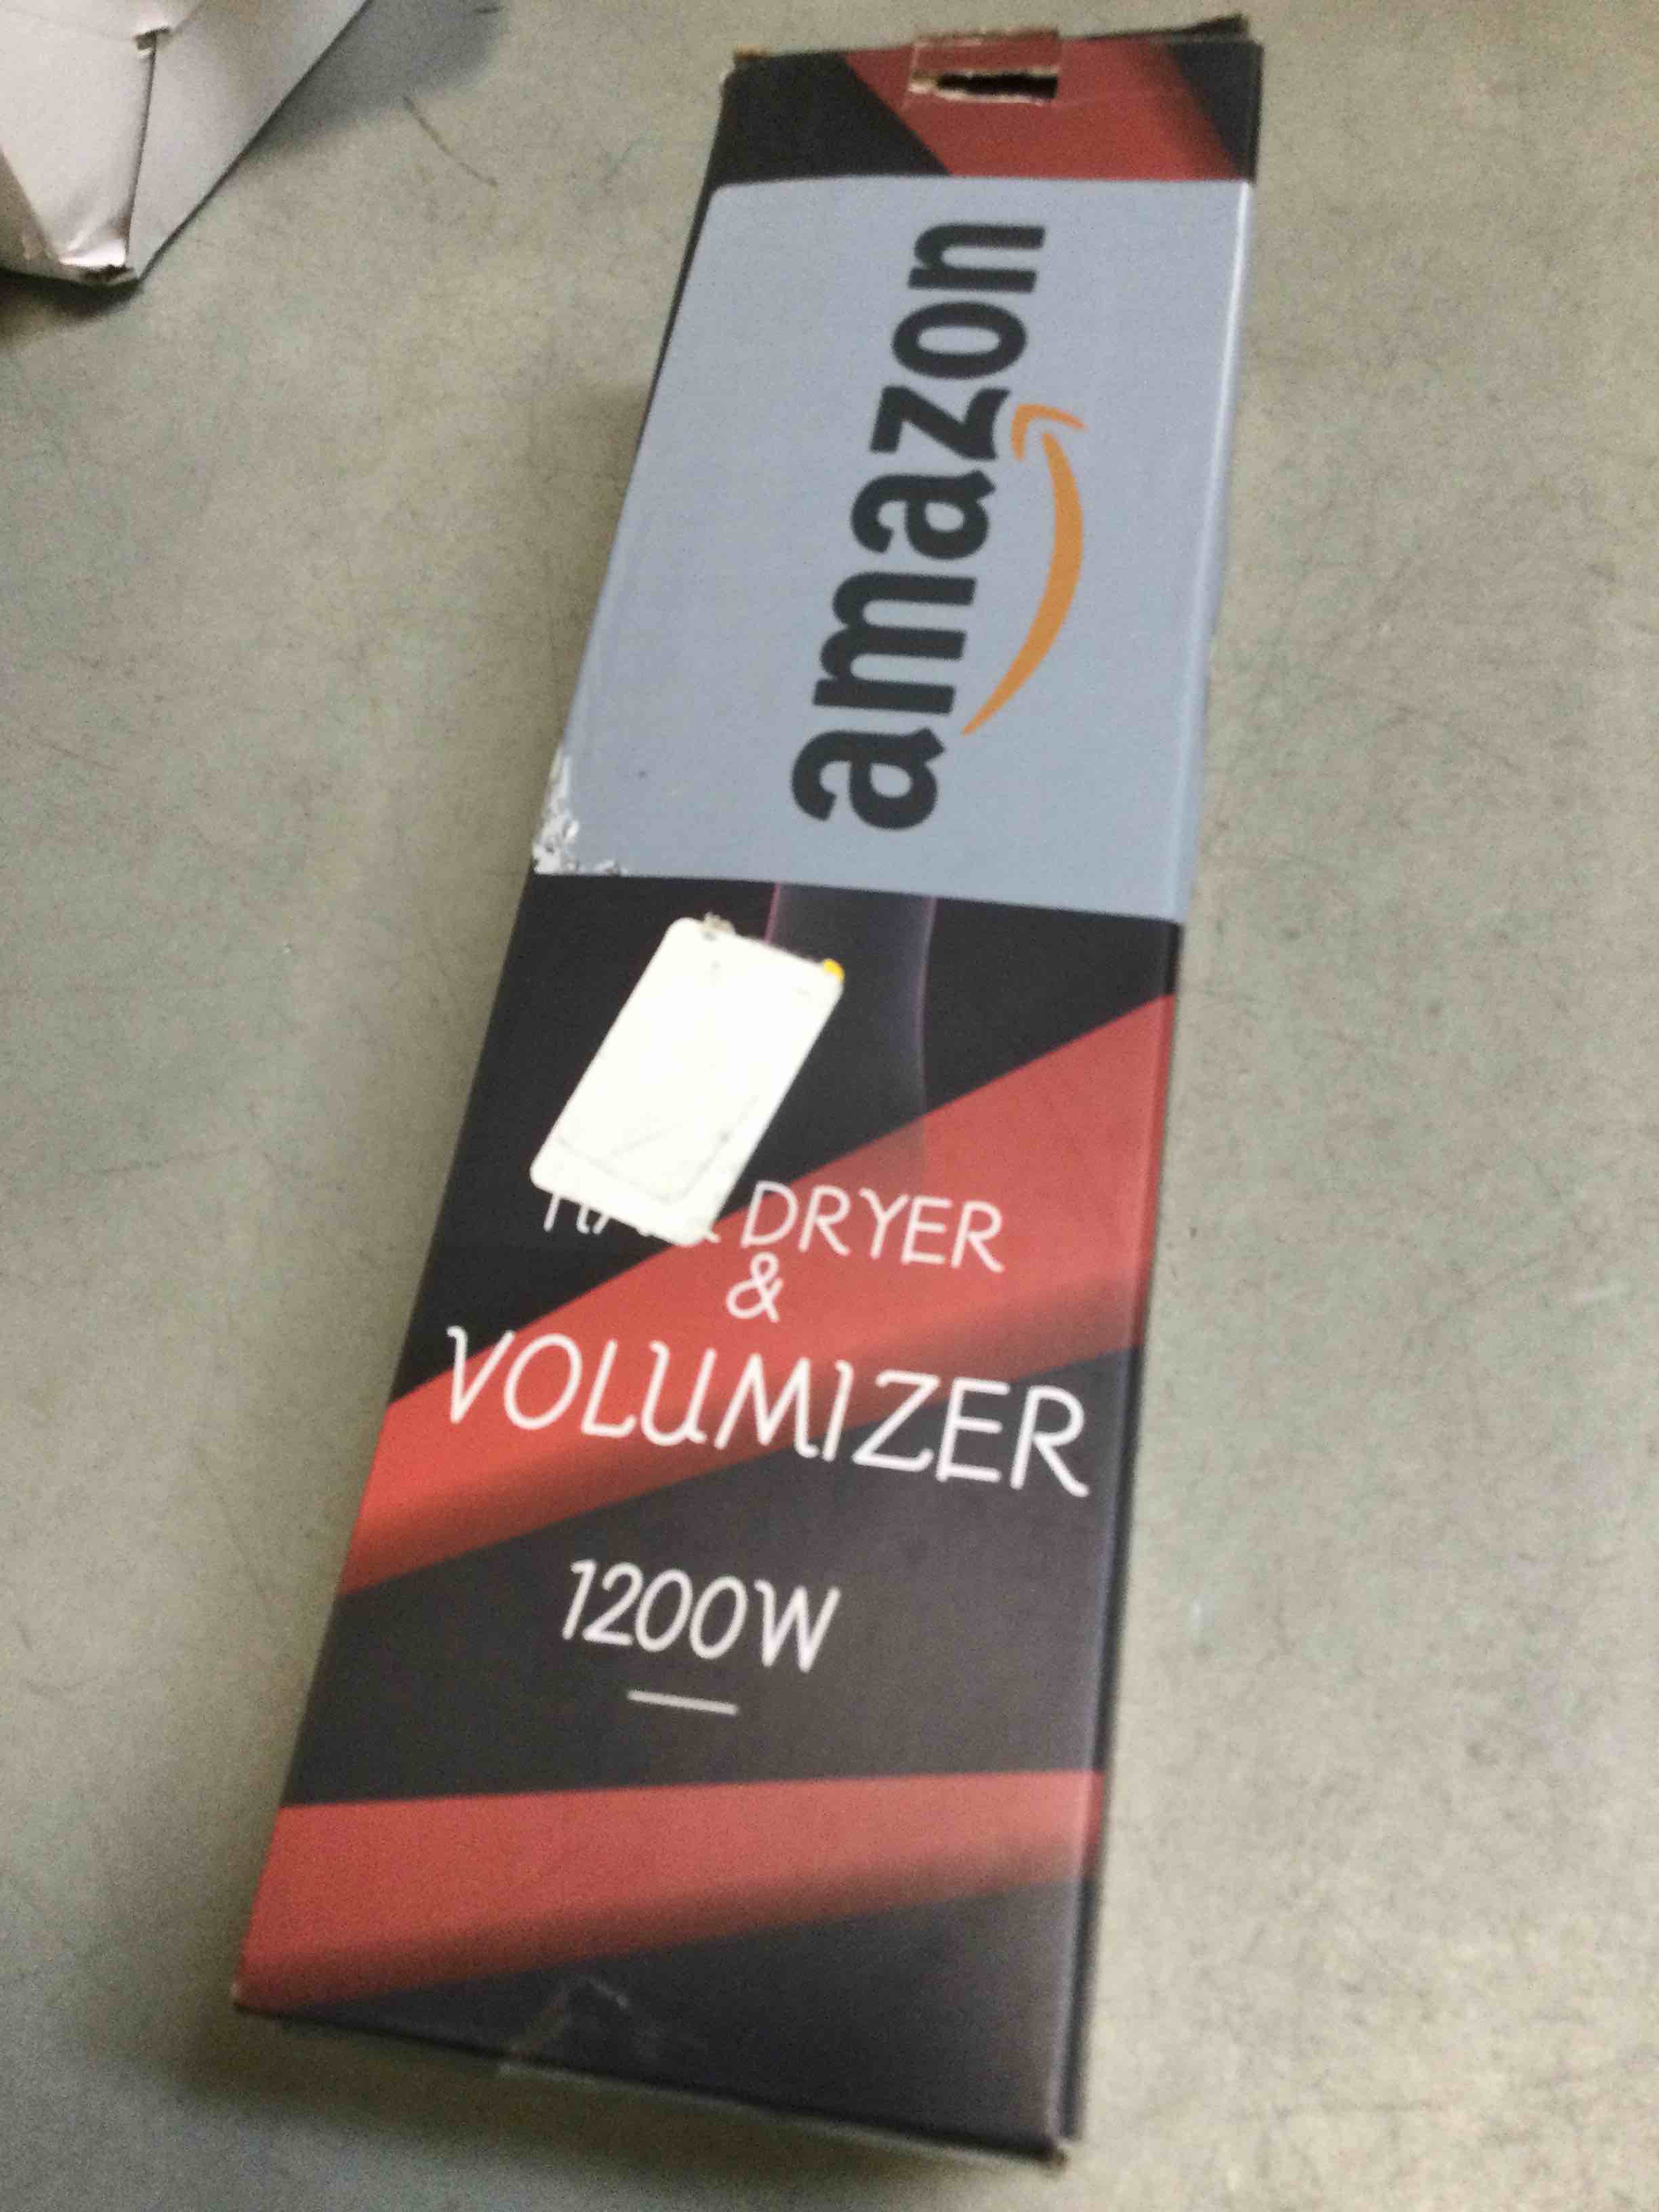 amazon
DRYER
&
VOLUMIZER
1200W